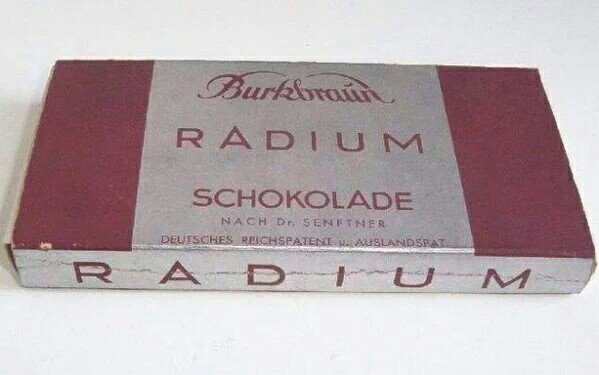 Burkbraun
RADIUM
SCHOKOLADE
NACH Dr. SENFTNER
DEUTSCHES REICHSPATENT u. AUSLANDSPAT.
RADIUM